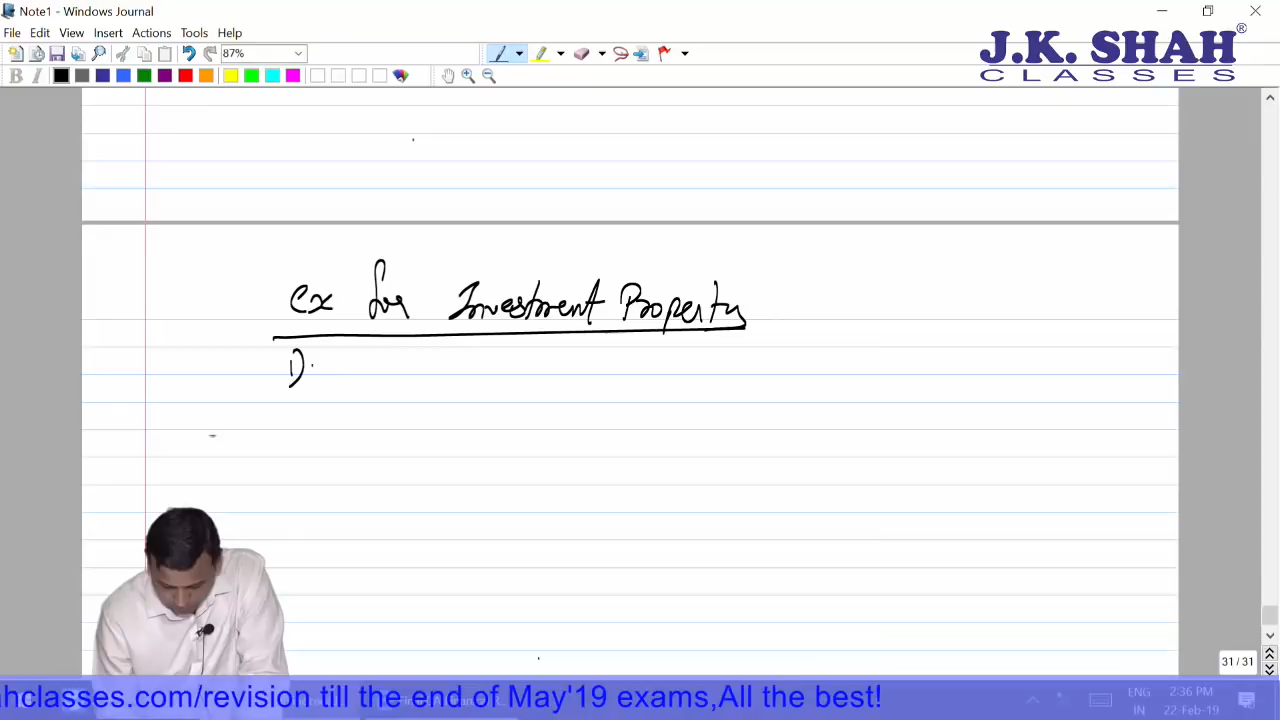 Note1 - Windows Journal
File Edit View Insert Actions Tools Help
87%
J.K. SHAH®
CLASSES
ex for Investment Property
D
31 / 31
ahclasses.com/revision till the end of May'19 exams,All the best!
ENG
IN
2:36 PM
22-Feb-19